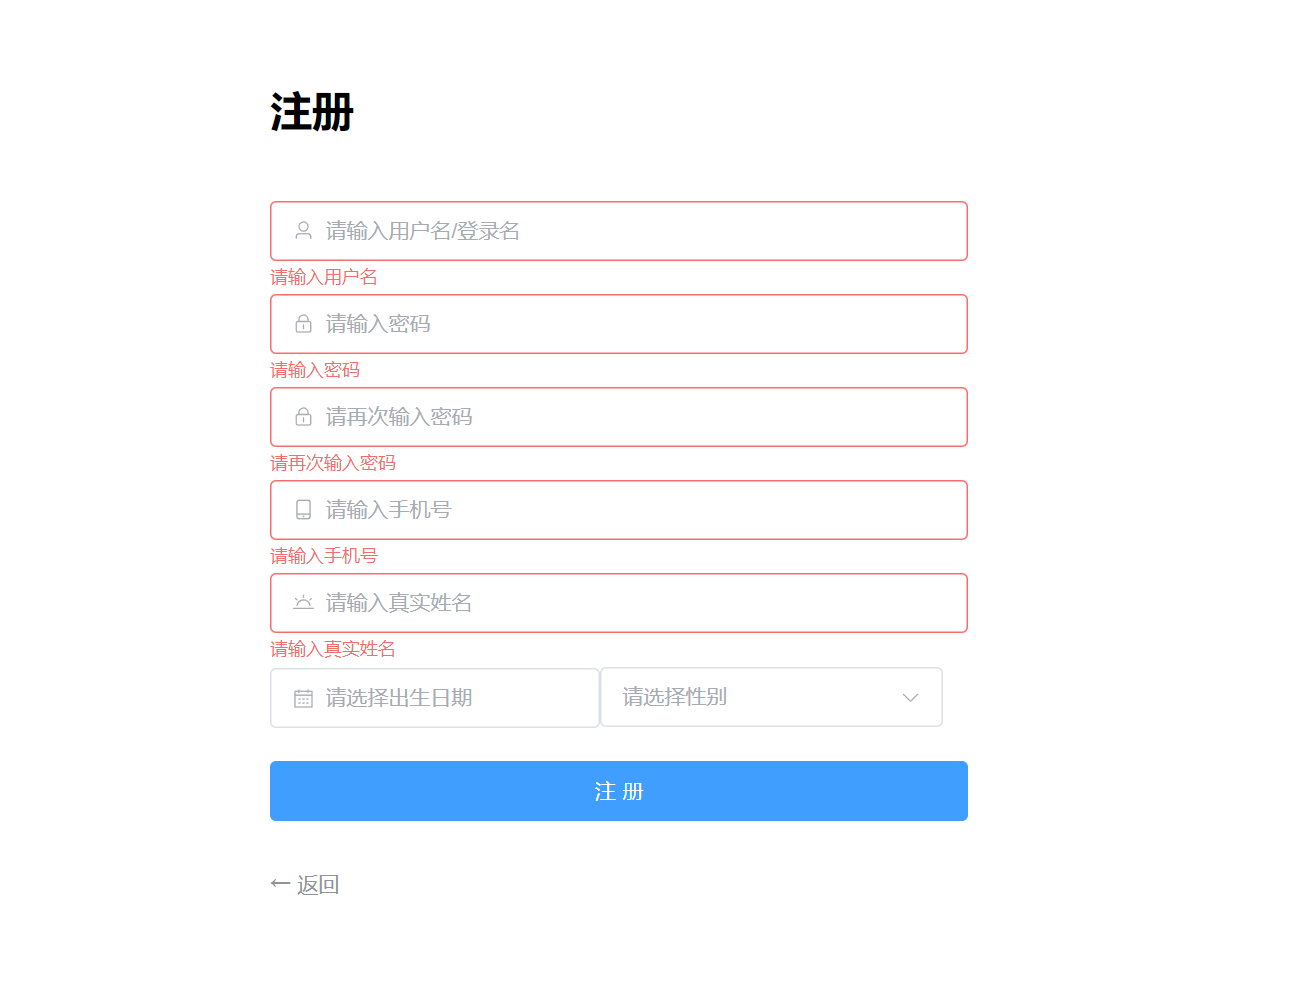 注册
请输入用户名/登录名
请输入用户名
请输入密码
请输入密码
请再次输入密码
请再次输入密码
请输入手机号
请输入手机号
请输入真实姓名
请输入真实姓名
请选择出生日期 请选择性别
注 册
← 返回